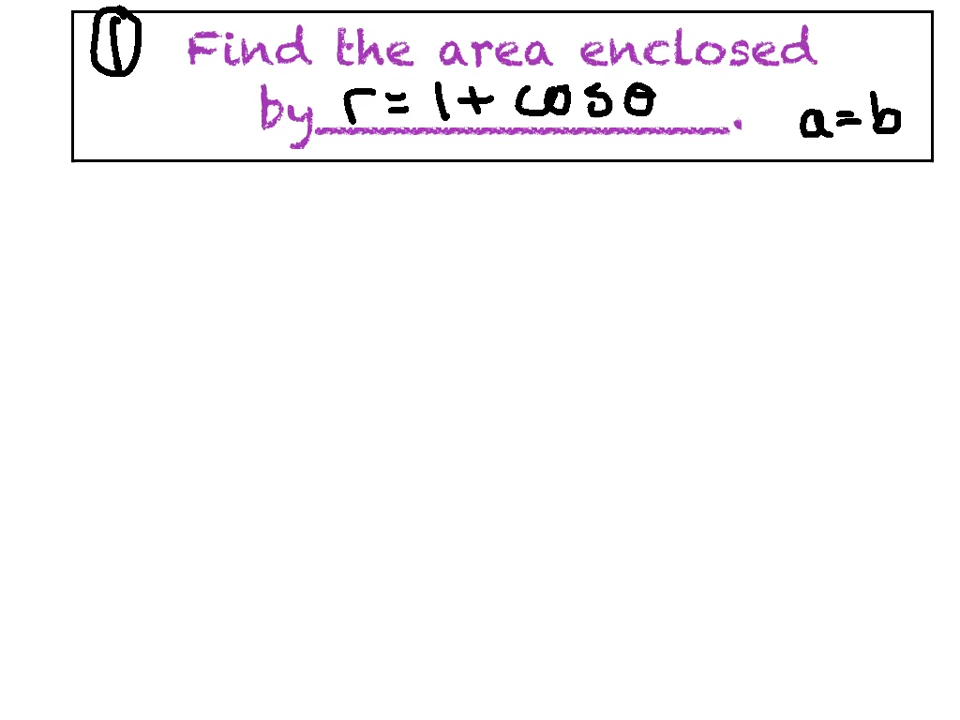 ① Find the area enclosed
by r = 1 + cos θ. a = b